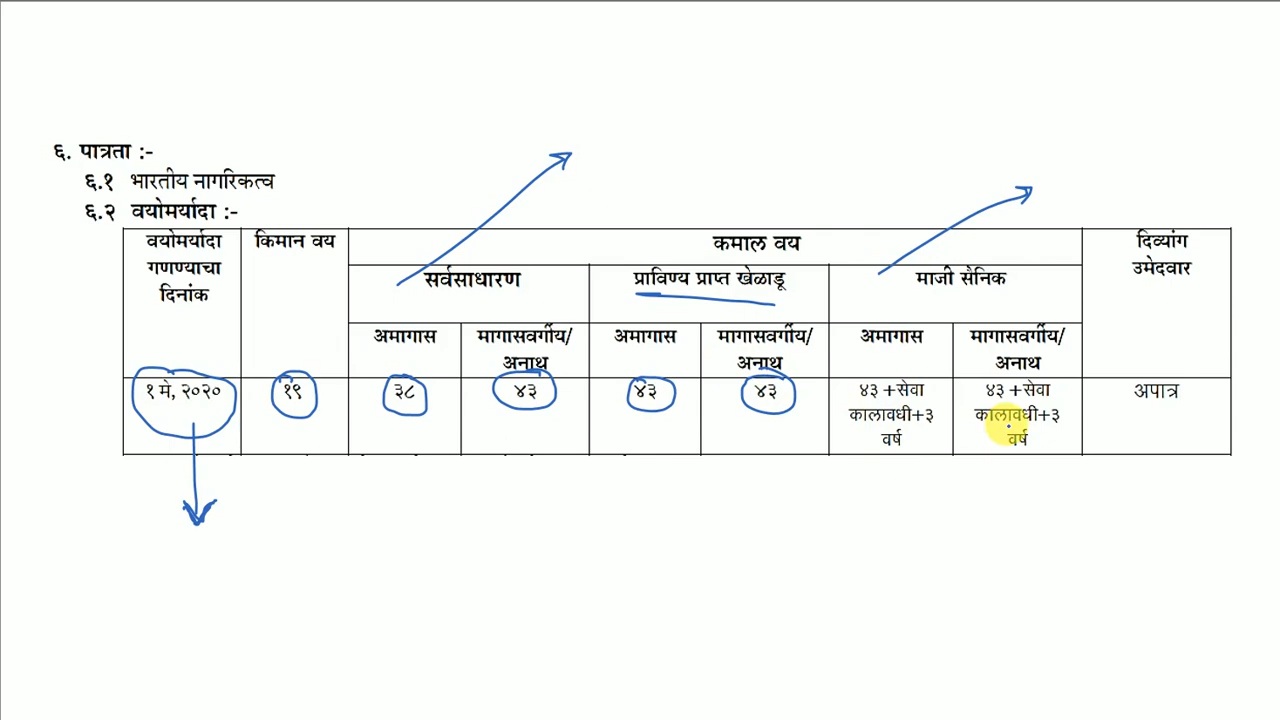 ६. पात्रता :-
६.१ भारतीय नागरिकत्व
६.२ वयोमर्यादा :-
वयोमर्यादा गणण्याचा दिनांक
किमान वय
कमाल वय
दिव्यांग उमेदवार
सर्वसाधारण
प्राविण्य प्राप्त खेळाडू
माजी सैनिक
अमागास
मागासवर्गीय/ अनाथ
अमागास
मागासवर्गीय/ अनाथ
अमागास
मागासवर्गीय/ अनाथ
१ मे, २०२०
१९
३८
४३
४३
४३
४३ +सेवा कालावधी+३ वर्ष
४३ +सेवा कालावधी+३ वर्ष
अपात्र